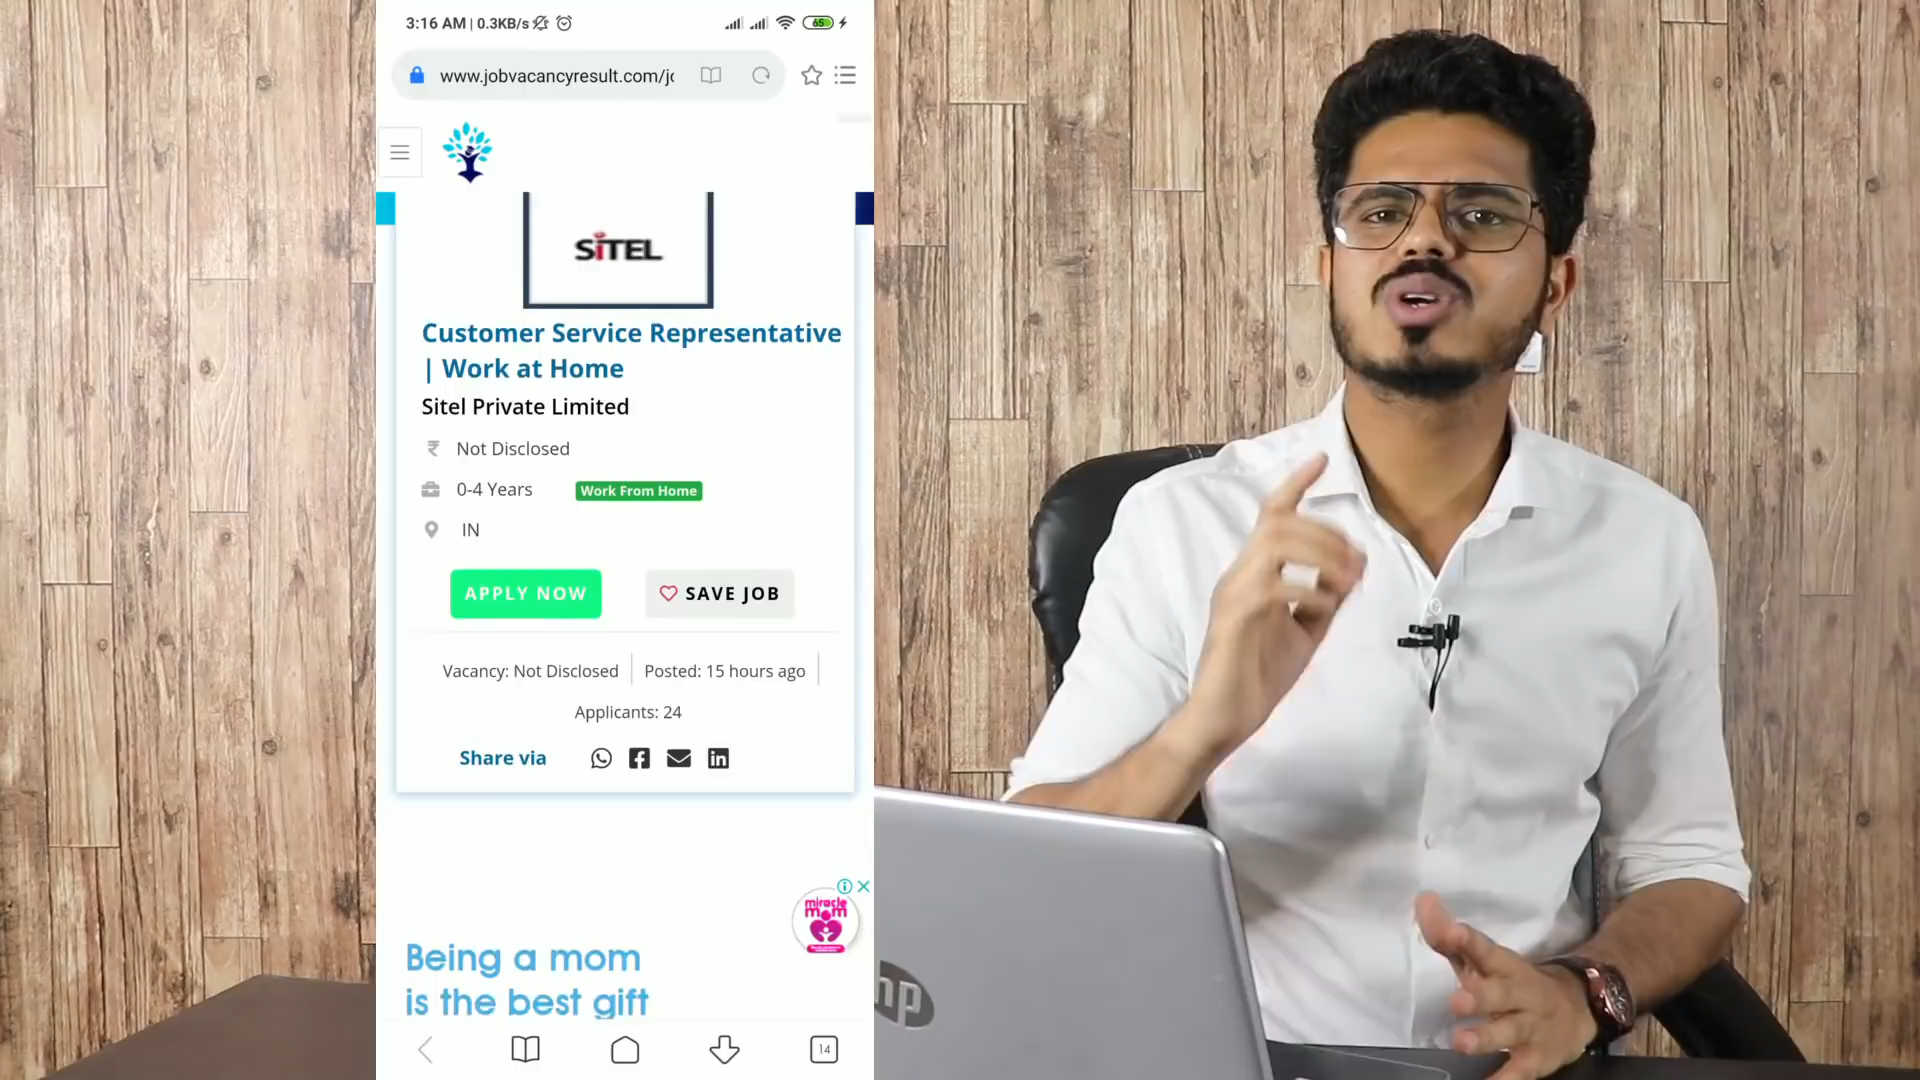 3:16 AM | 0.3KB/s
65
www.jobvacancyresult.com/jo
SiTEL
Customer Service Representative
| Work at Home
Sitel Private Limited
₹ Not Disclosed
0-4 Years Work From Home
IN
APPLY NOW SAVE JOB
Vacancy: Not Disclosed Posted: 15 hours ago
Applicants: 24
Share via
miracle
mom
Being a mom
is the best gift
14
hp